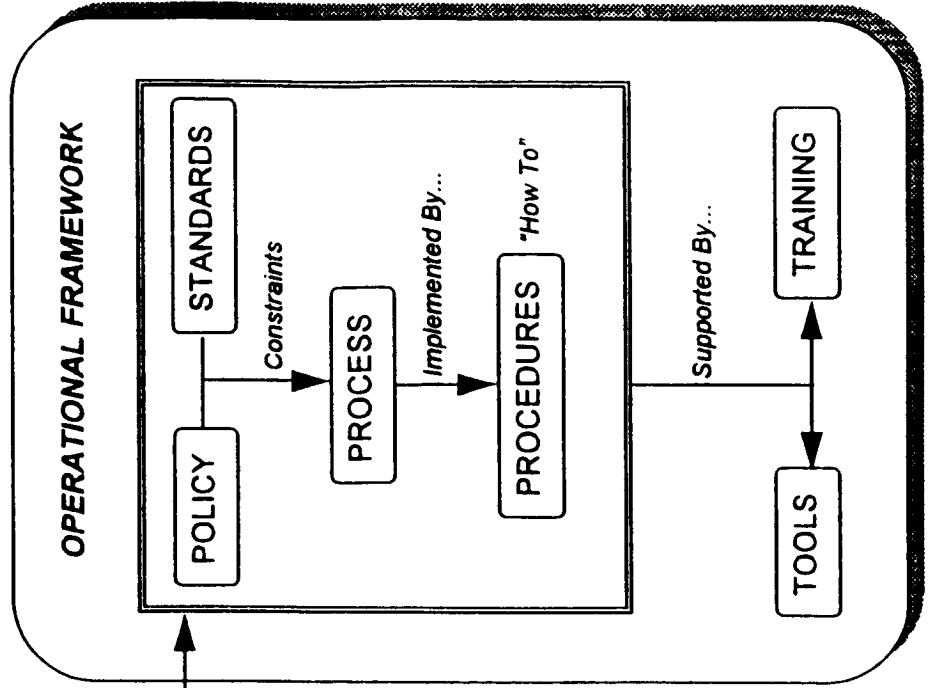 OPERATIONAL FRAMEWORK
POLICY
STANDARDS
Constraints
PROCESS
Implemented By...
PROCEDURES
"How To"
Supported By...
TOOLS
TRAINING